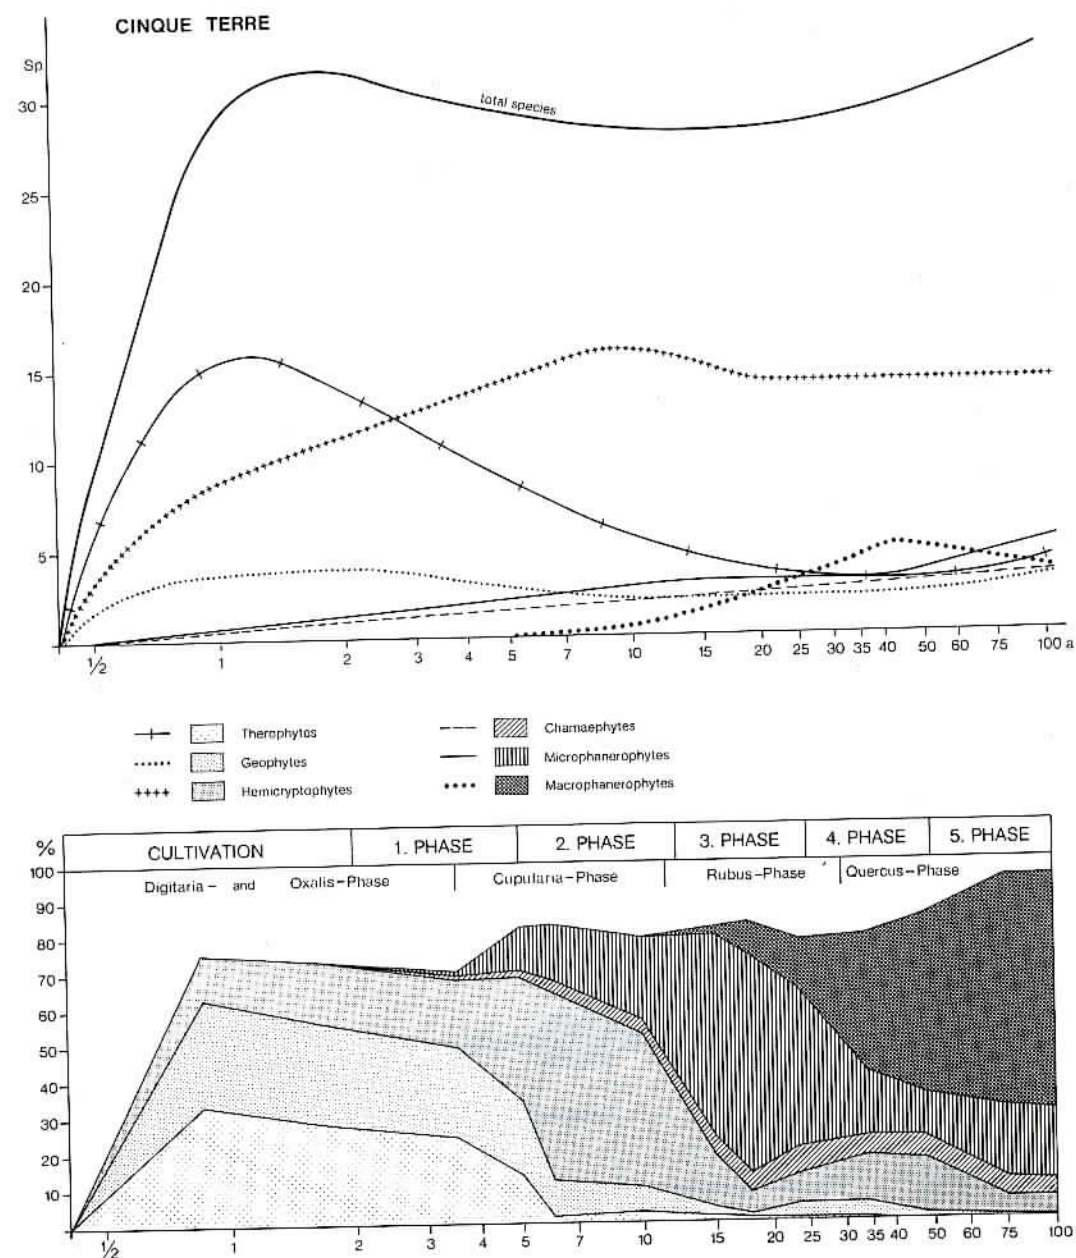 CINQUE TERRE
Sp
30
total species
25
20
15
10
5
½ 1 2 3 4 5 7 10 15 20 25 30 35 40 50 60 75 100 a
Therophytes
Geophytes
Hemicryptophytes
Chamaephytes
Microphanerophytes
Macrophanerophytes
% CULTIVATION 1. PHASE 2. PHASE 3. PHASE 4. PHASE 5. PHASE
100 Digitaria- and Oxalis-Phase Cupularia-Phase Rubus-Phase Quercus-Phase
90
80
70
60
50
40
30
20
10
½ 1 2 3 4 5 7 10 15 20 25 30 35 40 50 60 75 100